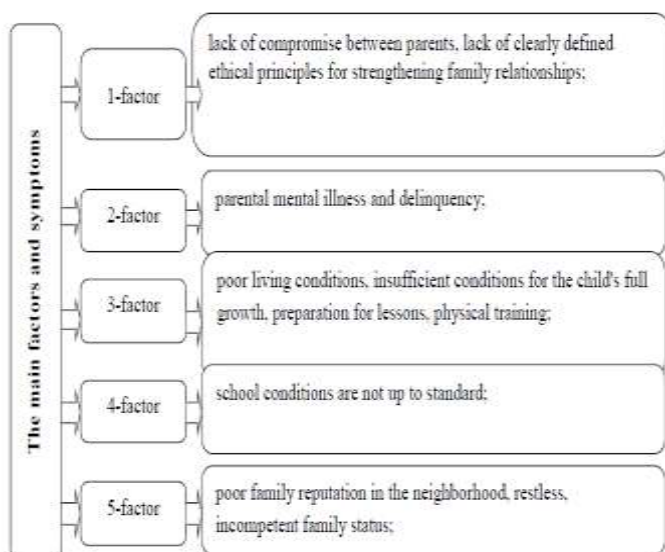 The main factors and symptoms
1-factor
lack of compromise between parents, lack of clearly defined
ethical principles for strengthening family relationships;
2-factor
parental mental illness and delinquency;
3-factor
poor living conditions, insufficient conditions for the child's full
growth, preparation for lessons, physical training;
4-factor
school conditions are not up to standard;
5-factor
poor family reputation in the neighborhood, restless,
incompetent family status;